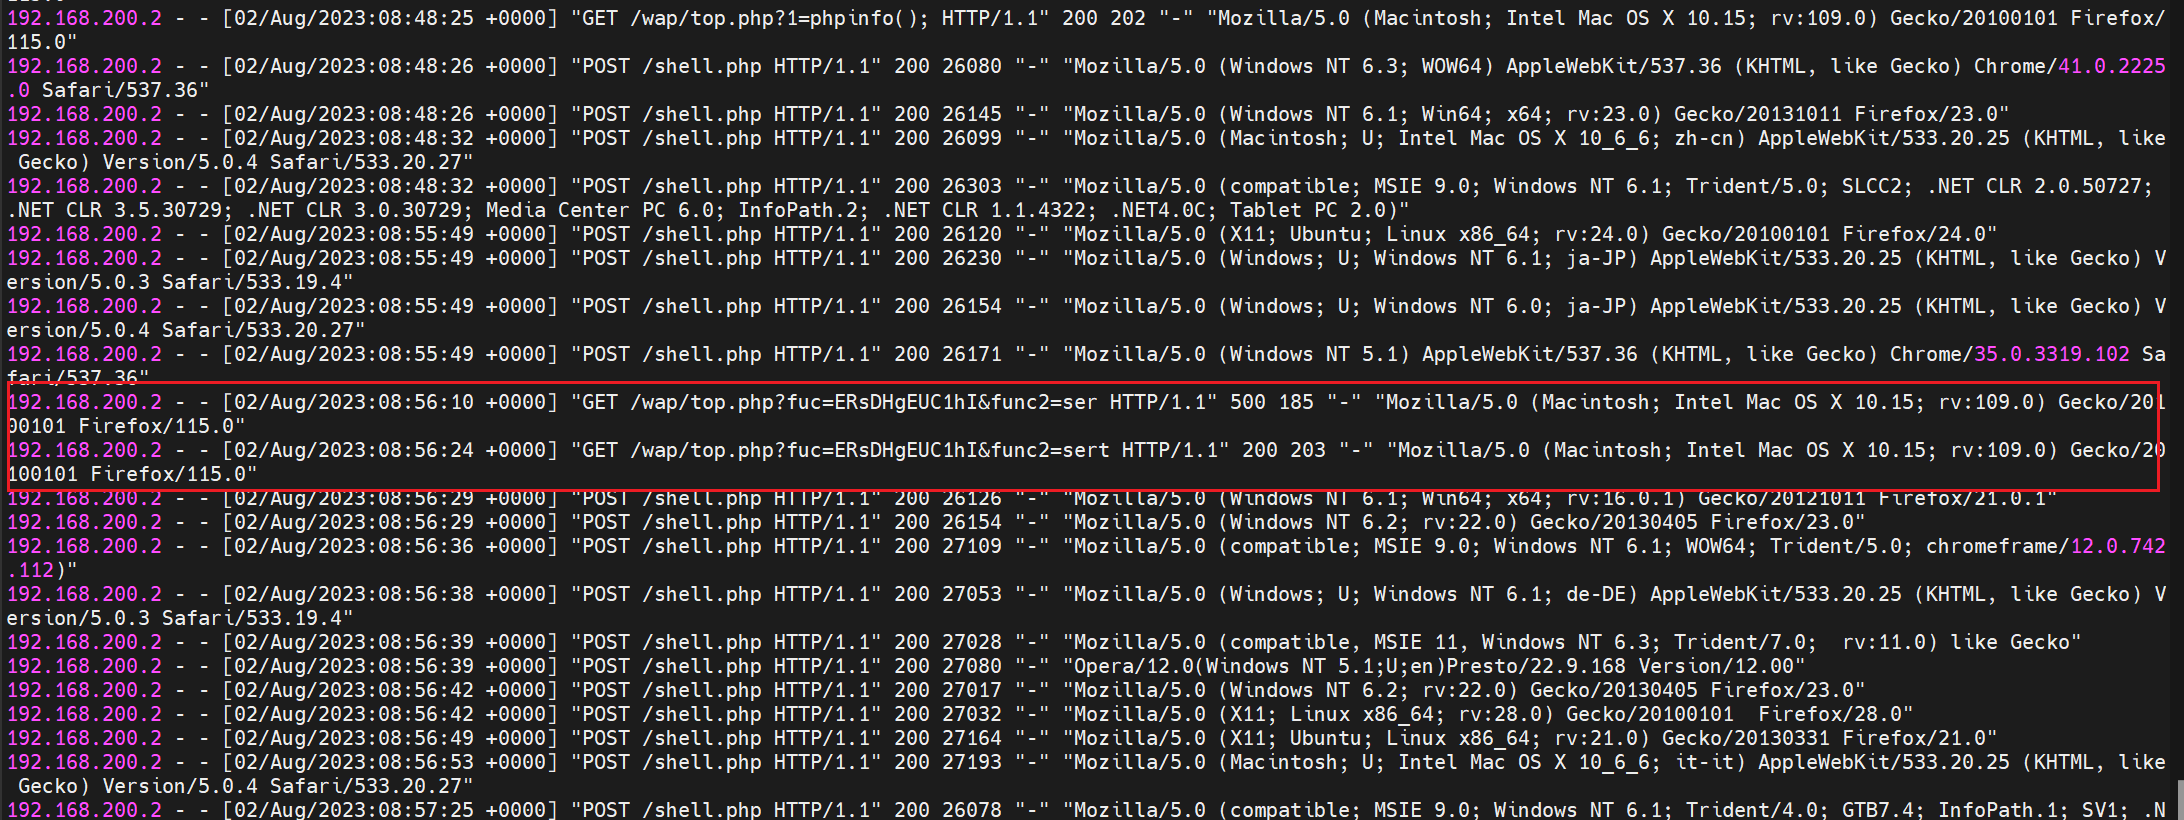 192.168.200.2 - - [02/Aug/2023:08:48:25 +0000] "GET /wap/top.php?1=phpinfo(); HTTP/1.1" 200 202 "-" "Mozilla/5.0 (Macintosh; Intel Mac OS X 10.15; rv:109.0) Gecko/20100101 Firefox/
115.0"
192.168.200.2 - - [02/Aug/2023:08:48:26 +0000] "POST /shell.php HTTP/1.1" 200 26080 "-" "Mozilla/5.0 (Windows NT 6.3; WOW64) AppleWebKit/537.36 (KHTML, like Gecko) Chrome/41.0.2225
.0 Safari/537.36"
192.168.200.2 - - [02/Aug/2023:08:48:26 +0000] "POST /shell.php HTTP/1.1" 200 26145 "-" "Mozilla/5.0 (Windows NT 6.1; Win64; x64; rv:23.0) Gecko/20131011 Firefox/23.0"
192.168.200.2 - - [02/Aug/2023:08:48:32 +0000] "POST /shell.php HTTP/1.1" 200 26099 "-" "Mozilla/5.0 (Macintosh; U; Intel Mac OS X 10_6_6; zh-cn) AppleWebKit/533.20.25 (KHTML, like
 Gecko) Version/5.0.4 Safari/533.20.27"
192.168.200.2 - - [02/Aug/2023:08:48:32 +0000] "POST /shell.php HTTP/1.1" 200 26303 "-" "Mozilla/5.0 (compatible; MSIE 9.0; Windows NT 6.1; Trident/5.0; SLCC2; .NET CLR 2.0.50727;
.NET CLR 3.5.30729; .NET CLR 3.0.30729; Media Center PC 6.0; InfoPath.2; .NET CLR 1.1.4322; .NET4.0C; Tablet PC 2.0)"
192.168.200.2 - - [02/Aug/2023:08:55:49 +0000] "POST /shell.php HTTP/1.1" 200 26120 "-" "Mozilla/5.0 (X11; Ubuntu; Linux x86_64; rv:24.0) Gecko/20100101 Firefox/24.0"
192.168.200.2 - - [02/Aug/2023:08:55:49 +0000] "POST /shell.php HTTP/1.1" 200 26230 "-" "Mozilla/5.0 (Windows; U; Windows NT 6.1; ja-JP) AppleWebKit/533.20.25 (KHTML, like Gecko) V
ersion/5.0.3 Safari/533.19.4"
192.168.200.2 - - [02/Aug/2023:08:55:49 +0000] "POST /shell.php HTTP/1.1" 200 26154 "-" "Mozilla/5.0 (Windows; U; Windows NT 6.0; ja-JP) AppleWebKit/533.20.25 (KHTML, like Gecko) V
ersion/5.0.4 Safari/533.20.27"
192.168.200.2 - - [02/Aug/2023:08:55:49 +0000] "POST /shell.php HTTP/1.1" 200 26171 "-" "Mozilla/5.0 (Windows NT 5.1) AppleWebKit/537.36 (KHTML, like Gecko) Chrome/35.0.3319.102 Sa
fari/537.36"
192.168.200.2 - - [02/Aug/2023:08:56:10 +0000] "GET /wap/top.php?fuc=ERsDHgEUC1hI&func2=ser HTTP/1.1" 500 185 "-" "Mozilla/5.0 (Macintosh; Intel Mac OS X 10.15; rv:109.0) Gecko/201
00101 Firefox/115.0"
192.168.200.2 - - [02/Aug/2023:08:56:24 +0000] "GET /wap/top.php?fuc=ERsDHgEUC1hI&func2=sert HTTP/1.1" 200 203 "-" "Mozilla/5.0 (Macintosh; Intel Mac OS X 10.15; rv:109.0) Gecko/20
100101 Firefox/115.0"
192.168.200.2 - - [02/Aug/2023:08:56:29 +0000] "POST /shell.php HTTP/1.1" 200 26126 "-" "Mozilla/5.0 (Windows NT 6.1; Win64; x64; rv:16.0.1) Gecko/20121011 Firefox/21.0.1"
192.168.200.2 - - [02/Aug/2023:08:56:29 +0000] "POST /shell.php HTTP/1.1" 200 26154 "-" "Mozilla/5.0 (Windows NT 6.2; rv:22.0) Gecko/20130405 Firefox/23.0"
192.168.200.2 - - [02/Aug/2023:08:56:36 +0000] "POST /shell.php HTTP/1.1" 200 27109 "-" "Mozilla/5.0 (compatible; MSIE 9.0; Windows NT 6.1; WOW64; Trident/5.0; chromeframe/12.0.742
.112)"
192.168.200.2 - - [02/Aug/2023:08:56:38 +0000] "POST /shell.php HTTP/1.1" 200 27053 "-" "Mozilla/5.0 (Windows; U; Windows NT 6.1; de-DE) AppleWebKit/533.20.25 (KHTML, like Gecko) V
ersion/5.0.3 Safari/533.19.4"
192.168.200.2 - - [02/Aug/2023:08:56:39 +0000] "POST /shell.php HTTP/1.1" 200 27028 "-" "Mozilla/5.0 (compatible, MSIE 11, Windows NT 6.3; Trident/7.0;  rv:11.0) like Gecko"
192.168.200.2 - - [02/Aug/2023:08:56:39 +0000] "POST /shell.php HTTP/1.1" 200 27080 "-" "Opera/12.0(Windows NT 5.1;U;en)Presto/22.9.168 Version/12.00"
192.168.200.2 - - [02/Aug/2023:08:56:42 +0000] "POST /shell.php HTTP/1.1" 200 27017 "-" "Mozilla/5.0 (Windows NT 6.2; rv:22.0) Gecko/20130405 Firefox/23.0"
192.168.200.2 - - [02/Aug/2023:08:56:42 +0000] "POST /shell.php HTTP/1.1" 200 27032 "-" "Mozilla/5.0 (X11; Linux x86_64; rv:28.0) Gecko/20100101  Firefox/28.0"
192.168.200.2 - - [02/Aug/2023:08:56:49 +0000] "POST /shell.php HTTP/1.1" 200 27164 "-" "Mozilla/5.0 (X11; Ubuntu; Linux x86_64; rv:21.0) Gecko/20130331 Firefox/21.0"
192.168.200.2 - - [02/Aug/2023:08:56:53 +0000] "POST /shell.php HTTP/1.1" 200 27193 "-" "Mozilla/5.0 (Macintosh; U; Intel Mac OS X 10_6_6; it-it) AppleWebKit/533.20.25 (KHTML, like
 Gecko) Version/5.0.4 Safari/533.20.27"
192.168.200.2 - - [02/Aug/2023:08:57:25 +0000] "POST /shell.php HTTP/1.1" 200 26078 "-" "Mozilla/5.0 (compatible; MSIE 9.0; Windows NT 6.1; Trident/4.0; GTB7.4; InfoPath.1; SV1; .N